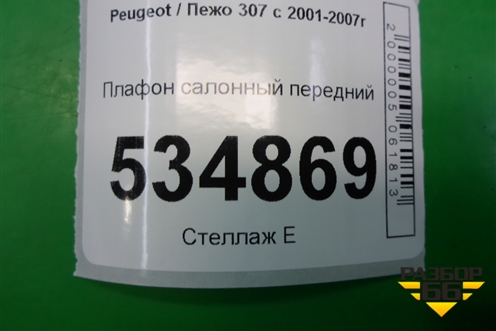 Peugeot / Пежо 307 с 2001-2007г
Плафон салонный передний
534869
Стеллаж Е
2000005061813
РАЗБОР
66